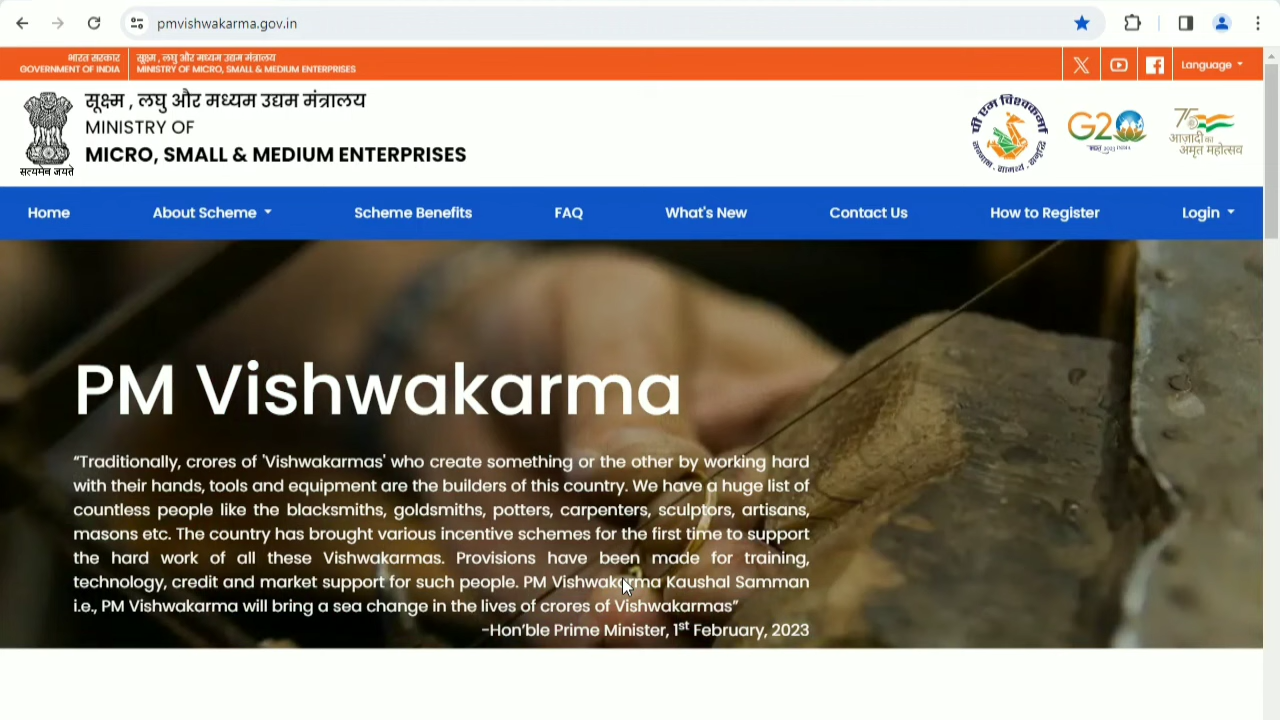 pmvishwakarma.gov.in
भारत सरकार
GOVERNMENT OF INDIA
सूक्ष्म , लघु और मध्यम उद्यम मंत्रालय
MINISTRY OF MICRO, SMALL & MEDIUM ENTERPRISES
Language
सूक्ष्म , लघु और मध्यम उद्यम मंत्रालय
MINISTRY OF
MICRO, SMALL & MEDIUM ENTERPRISES
सत्यमेव जयते
पी एम विश्वकर्मा
सम्मान . सामर्थ्य . समृद्धि
G20
भारत 2023 INDIA
75
आज़ादी का
अमृत महोत्सव
Home
About Scheme
Scheme Benefits
FAQ
What's New
Contact Us
How to Register
Login
PM Vishwakarma
“Traditionally, crores of 'Vishwakarmas' who create something or the other by working hard
with their hands, tools and equipment are the builders of this country. We have a huge list of
countless people like the blacksmiths, goldsmiths, potters, carpenters, sculptors, artisans,
masons etc. The country has brought various incentive schemes for the first time to support
the hard work of all these Vishwakarmas. Provisions have been made for training,
technology, credit and market support for such people. PM Vishwakarma Kaushal Samman
i.e., PM Vishwakarma will bring a sea change in the lives of crores of Vishwakarmas”
-Hon’ble Prime Minister, 1st February, 2023